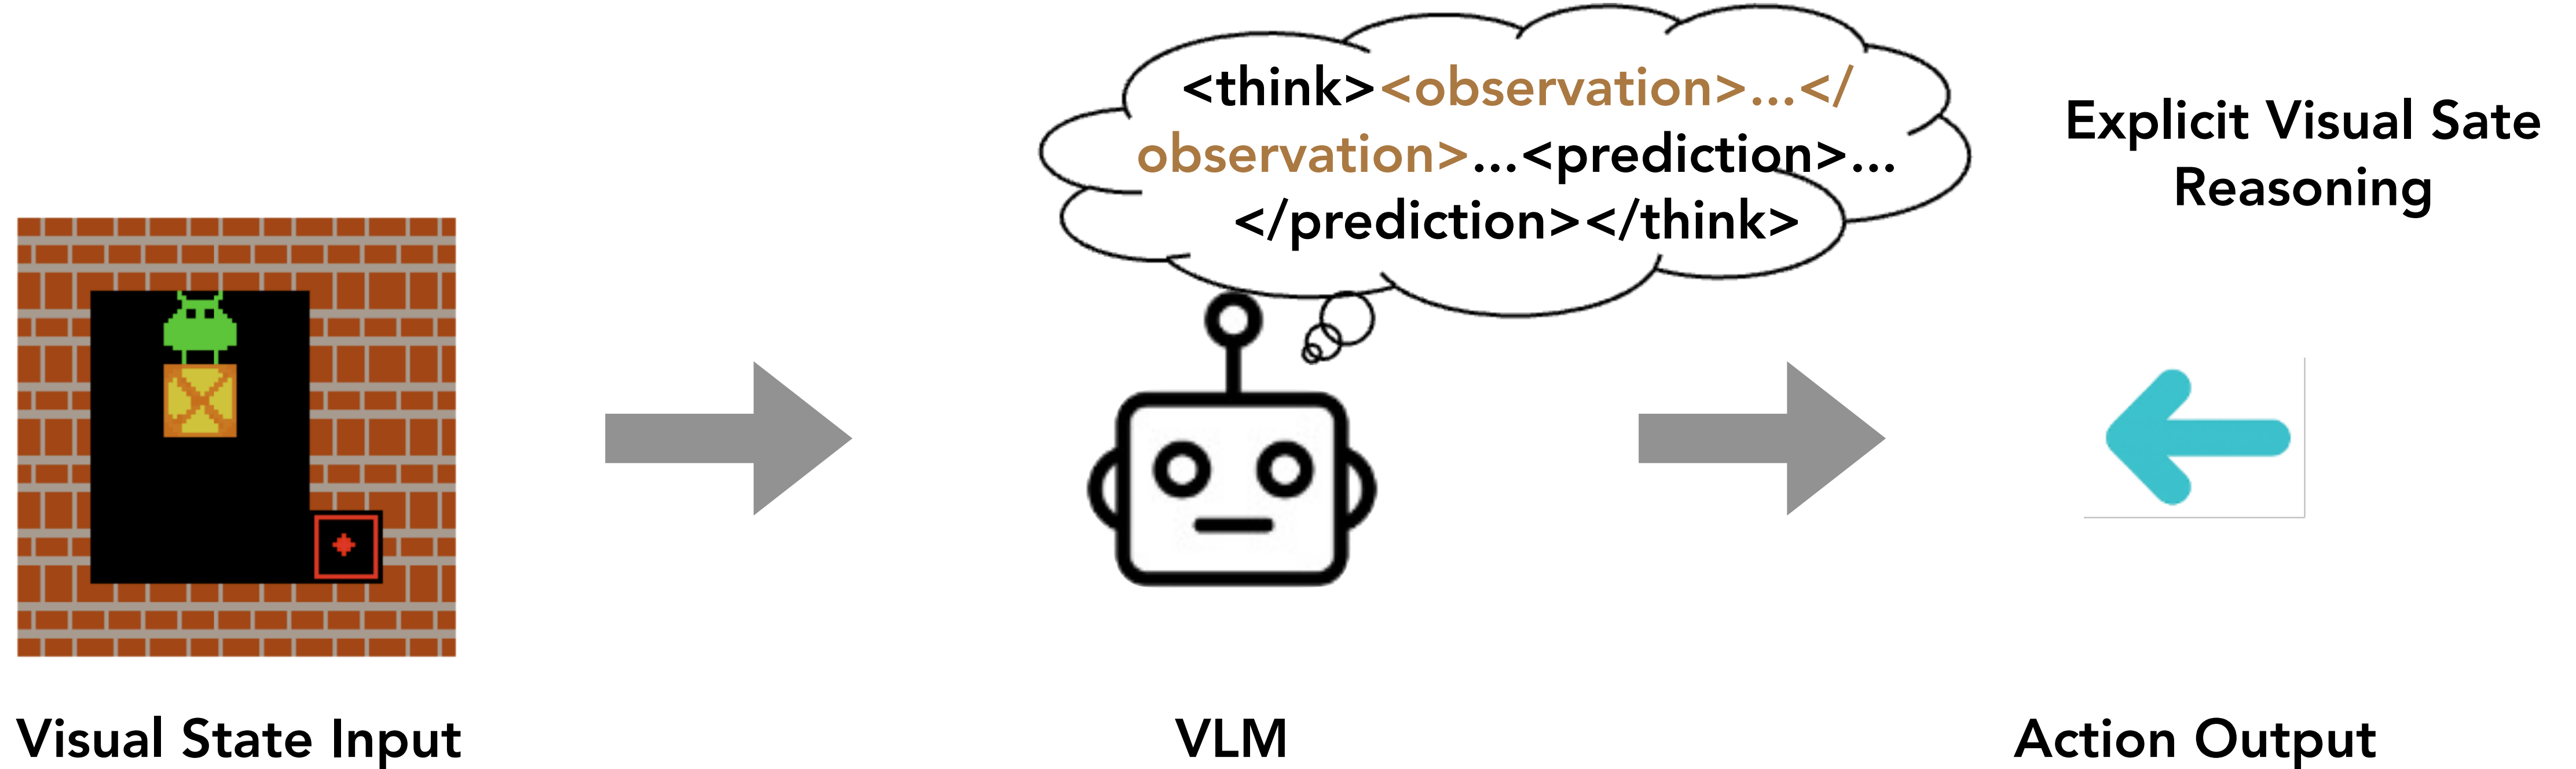 <think><observation>...</
observation>...<prediction>...
</prediction></think>
Explicit Visual Sate
Reasoning
Visual State Input
VLM
Action Output